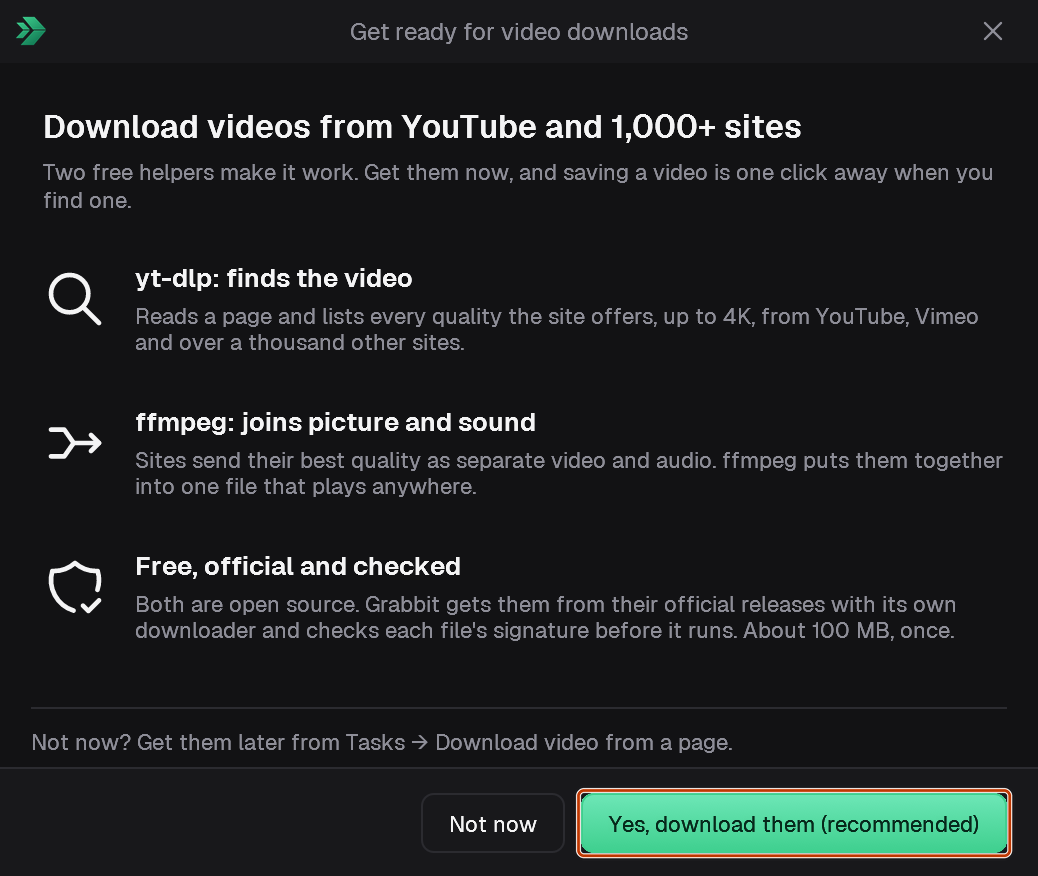 Get ready for video downloads
Download videos from YouTube and 1,000+ sites
Two free helpers make it work. Get them now, and saving a video is one click away when you
find one.
yt-dlp: finds the video
Reads a page and lists every quality the site offers, up to 4K, from YouTube, Vimeo
and over a thousand other sites.
ffmpeg: joins picture and sound
Sites send their best quality as separate video and audio. ffmpeg puts them together
into one file that plays anywhere.
Free, official and checked
Both are open source. Grabbit gets them from their official releases with its own
downloader and checks each file's signature before it runs. About 100 MB, once.
Not now? Get them later from Tasks → Download video from a page.
Not now
Yes, download them (recommended)